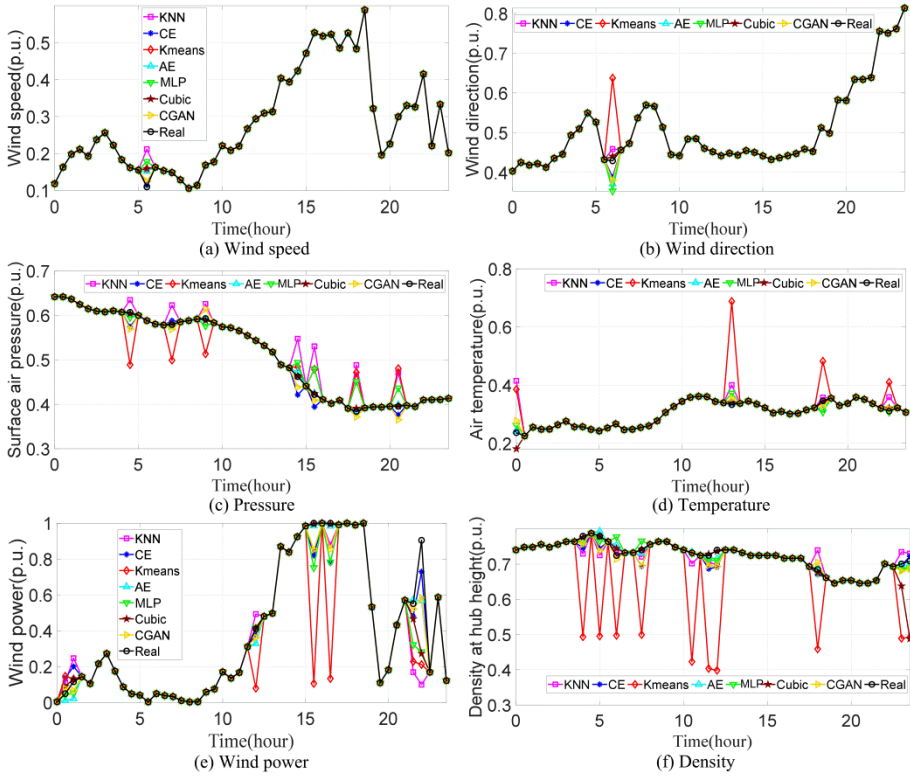 0.5
0.4
0.3
0.2
0.1
Wind speed(p.u.)
KNN
CE
Kmeans
AE
MLP
Cubic
CGAN
Real
0 5 10 15 20
Time(hour)
(a) Wind speed
0.8
0.7
0.6
0.5
0.4
Wind direction(p.u.)
KNN CE Kmeans AE MLP Cubic CGAN Real
0 5 10 15 20
Time(hour)
(b) Wind direction
0.7
0.6
0.5
0.4
0.3
Surface air pressure(p.u.)
KNN CE Kmeans AE MLP Cubic CGAN Real
0 5 10 15 20
Time(hour)
(c) Pressure
0.8
0.6
0.4
0.2
Air temperature(p.u.)
KNN CE Kmeans AE MLP Cubic CGAN Real
0 5 10 15 20
Time(hour)
(d) Temperature
1
0.8
0.6
0.4
0.2
0
Wind power(p.u.)
KNN
CE
Kmeans
AE
MLP
Cubic
CGAN
Real
0 5 10 15 20
Time(hour)
(e) Wind power
0.8
0.7
0.6
0.5
0.4
0.3
Density at hub height(p.u.)
KNN CE Kmeans AE MLP Cubic CGAN Real
0 5 10 15 20
Time(hour)
(f) Density